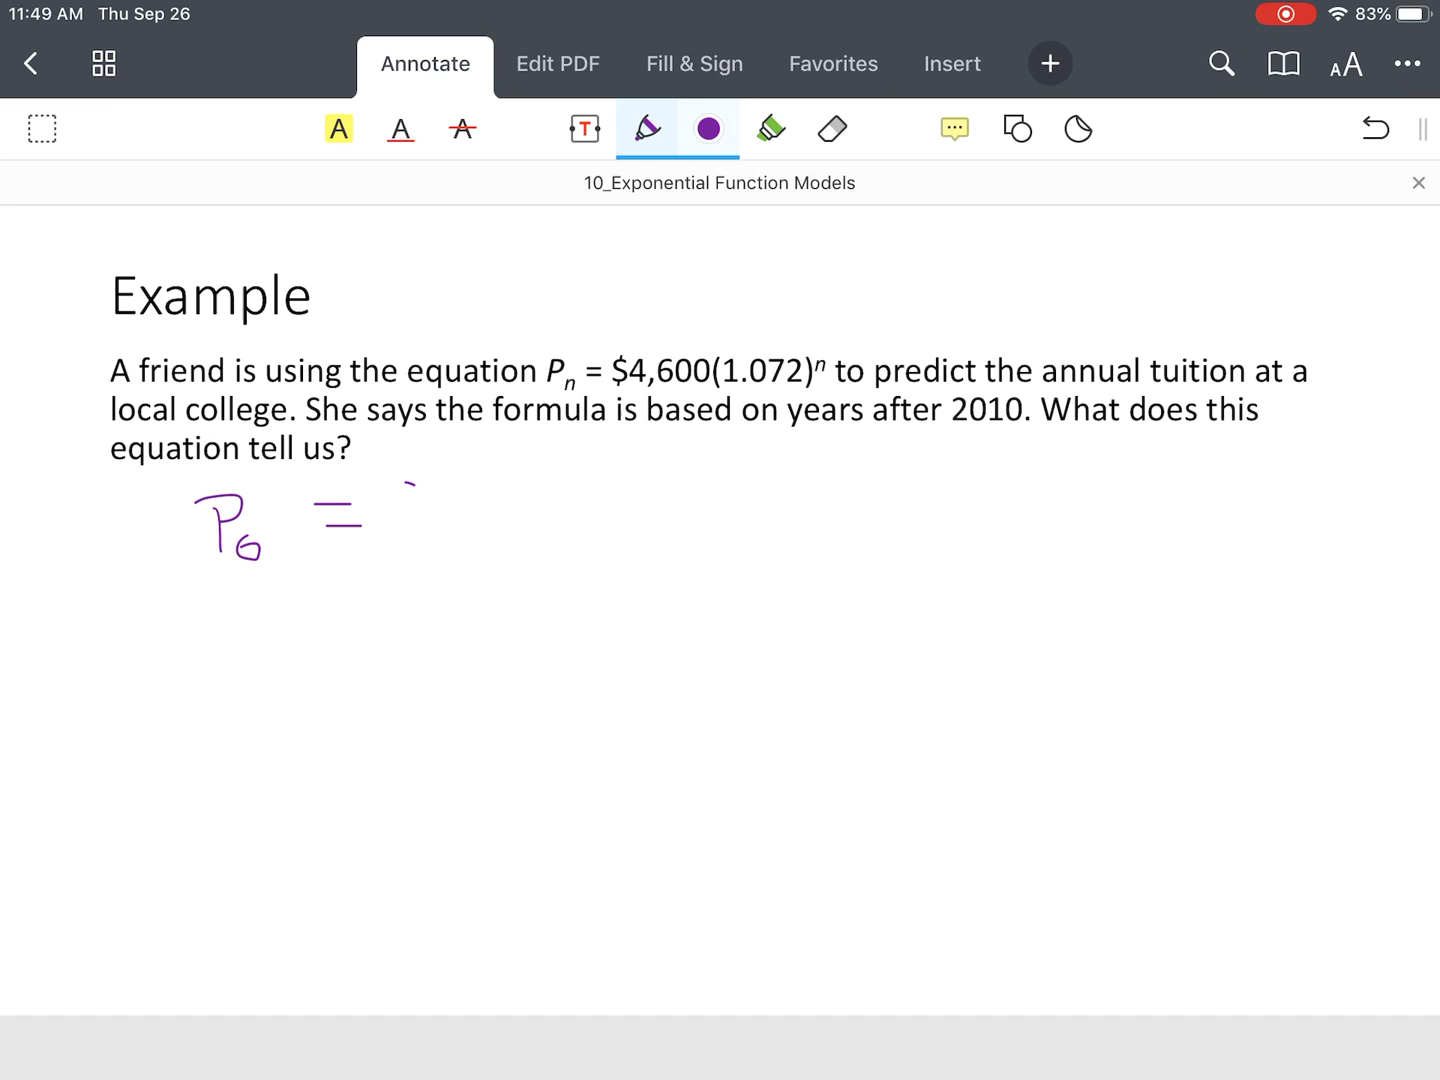 11:49 AM Thu Sep 26
83%
Annotate Edit PDF Fill & Sign Favorites Insert
A A A T
AA
10_Exponential Function Models
Example
A friend is using the equation Pₙ = $4,600(1.072)ⁿ to predict the annual tuition at a
local college. She says the formula is based on years after 2010. What does this
equation tell us?
P₀ =